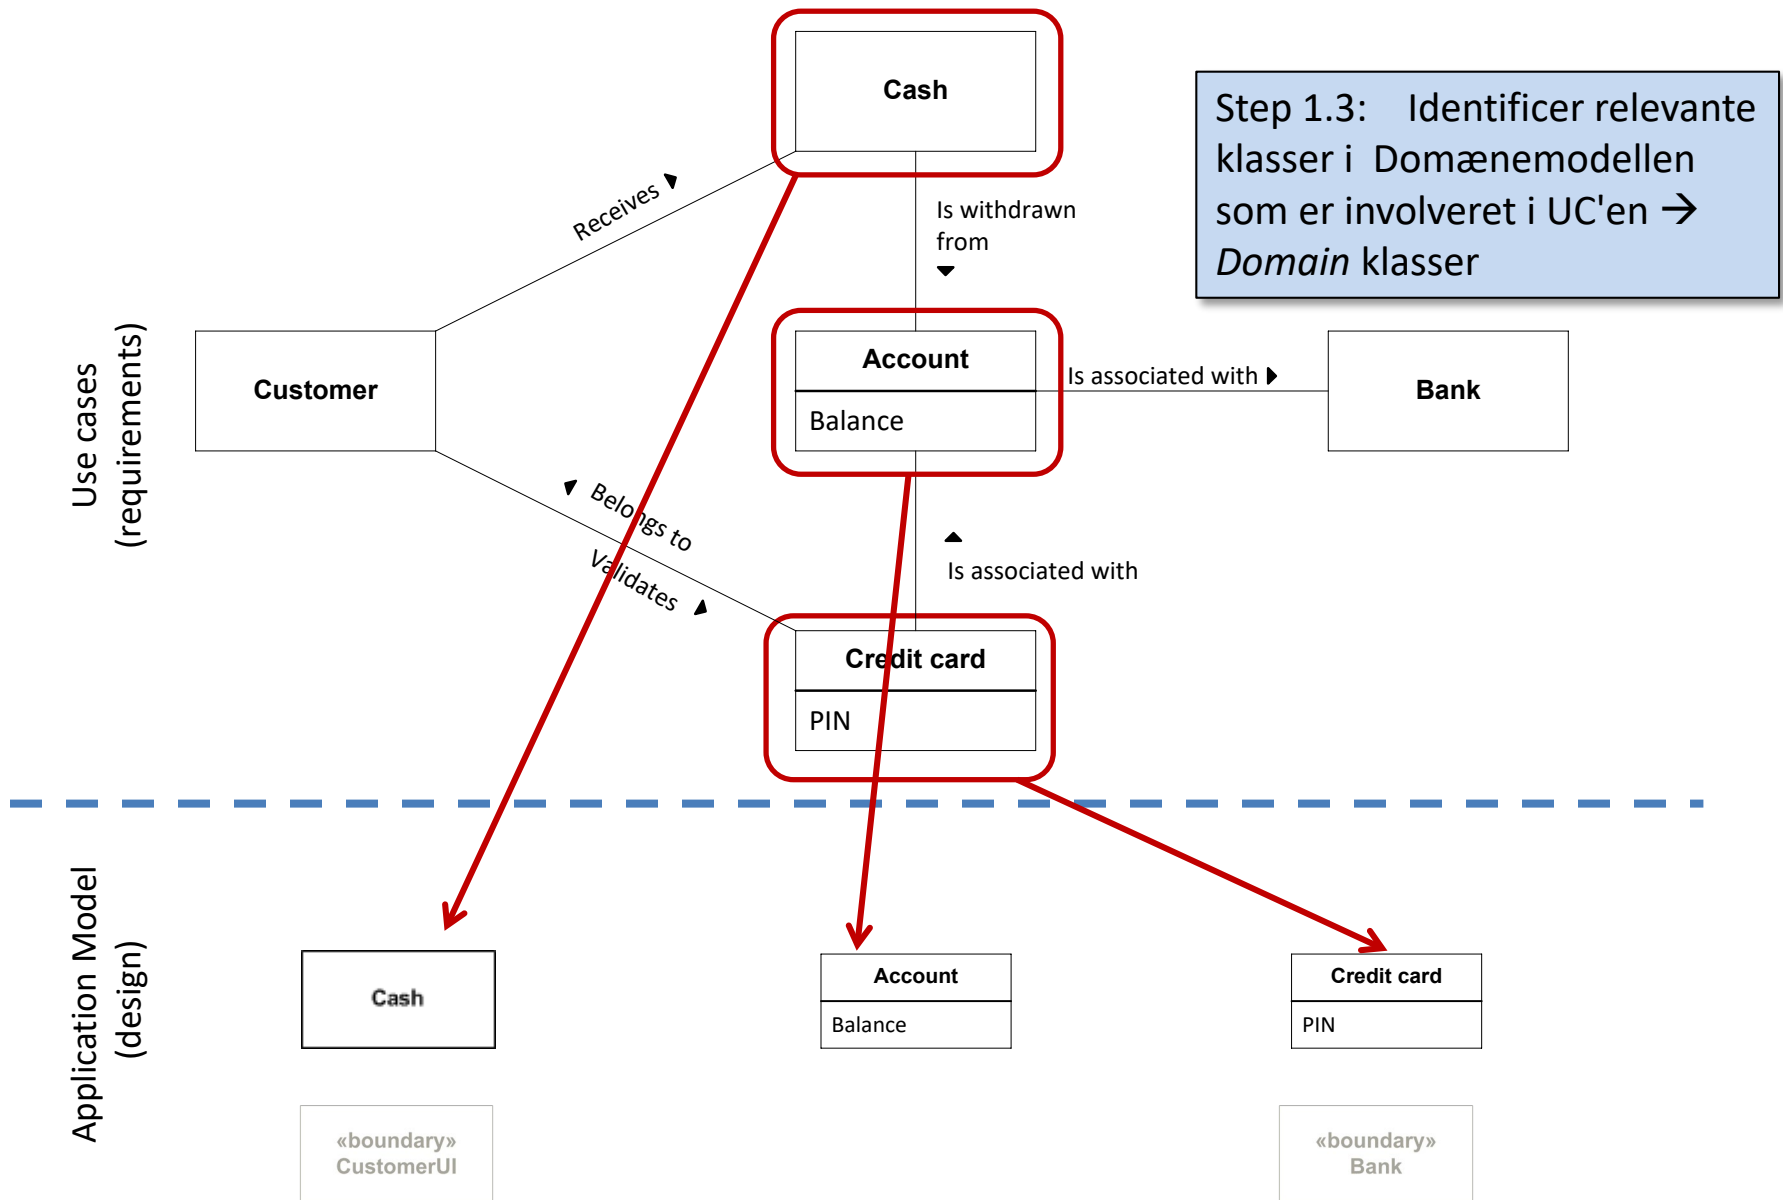 Cash
Step 1.3: Identificer relevante
klasser i Domænemodellen
som er involveret i UC'en →
Domain klasser
Receives
Is withdrawn
from
Use cases
(requirements)
Customer
Account
Balance
Is associated with
Bank
Belongs to
Validates
Is associated with
Credit card
PIN
Application Model
(design)
Cash
Account
Balance
Credit card
PIN
«boundary»
CustomerUI
«boundary»
Bank